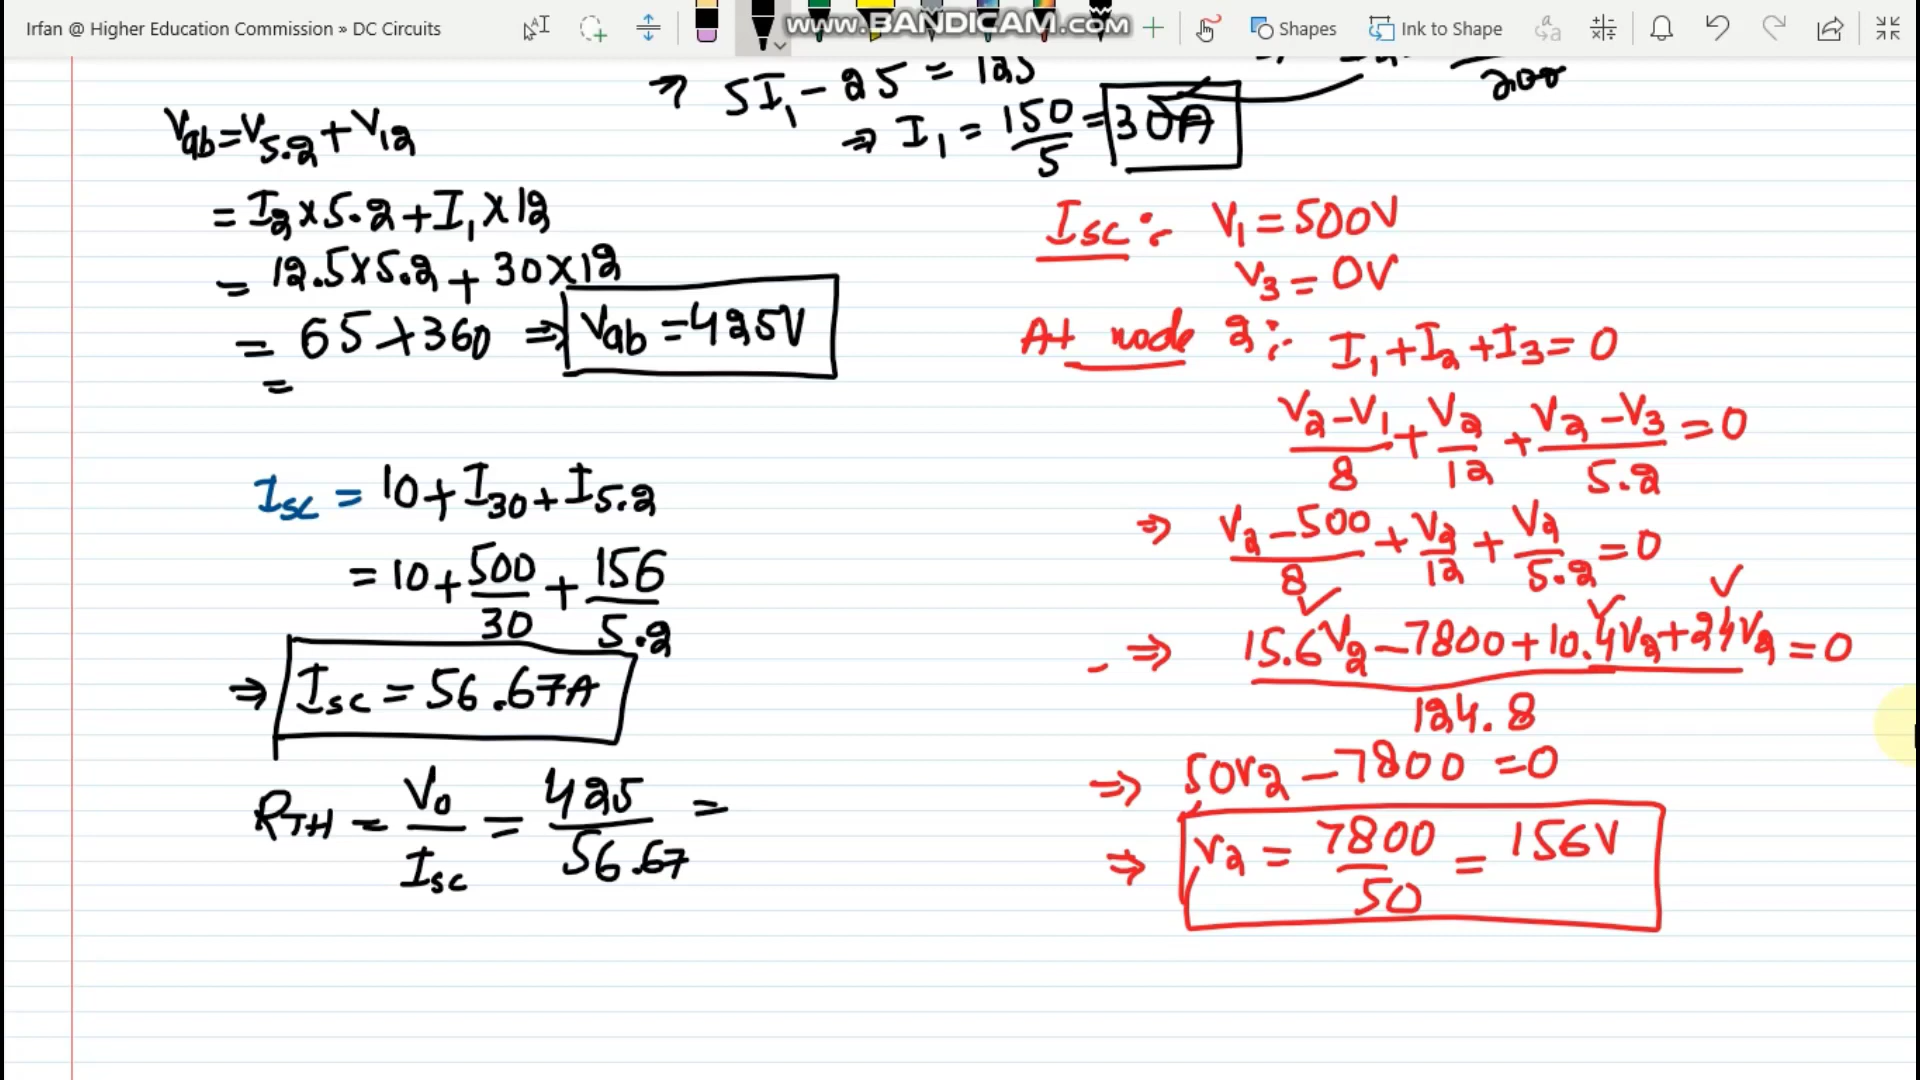 Irfan @ Higher Education Commission » DC Circuits
www.BANDICAM.com
Shapes
Ink to Shape
⇒ 5I₁ - 25 = 125
200
⇒ I₁ = 150/5 = 30A
Vab = V5.2 + V12
= I2 × 5.2 + I₁ × 12
= 12.5×5.2 + 30×12
= 65 + 360 ⇒ Vab = 425V
=
Isc = 10 + I30 + I5.2
= 10 + 500/30 + 156/5.2
⇒ Isc = 56.67A
RTH = Vo/Isc = 425/56.67 =
Isc :- V1 = 500V
V3 = 0V
At node 2 :- I₁ + I2 + I3 = 0
(V2 - V1)/8 + V2/12 + (V2 - V3)/5.2 = 0
⇒ (V2 - 500)/8 + V2/12 + V2/5.2 = 0
⇒ (15.6V2 - 7800 + 10.4V2 + 24V2)/124.8 = 0
⇒ 50V2 - 7800 = 0
⇒ V2 = 7800/50 = 156V